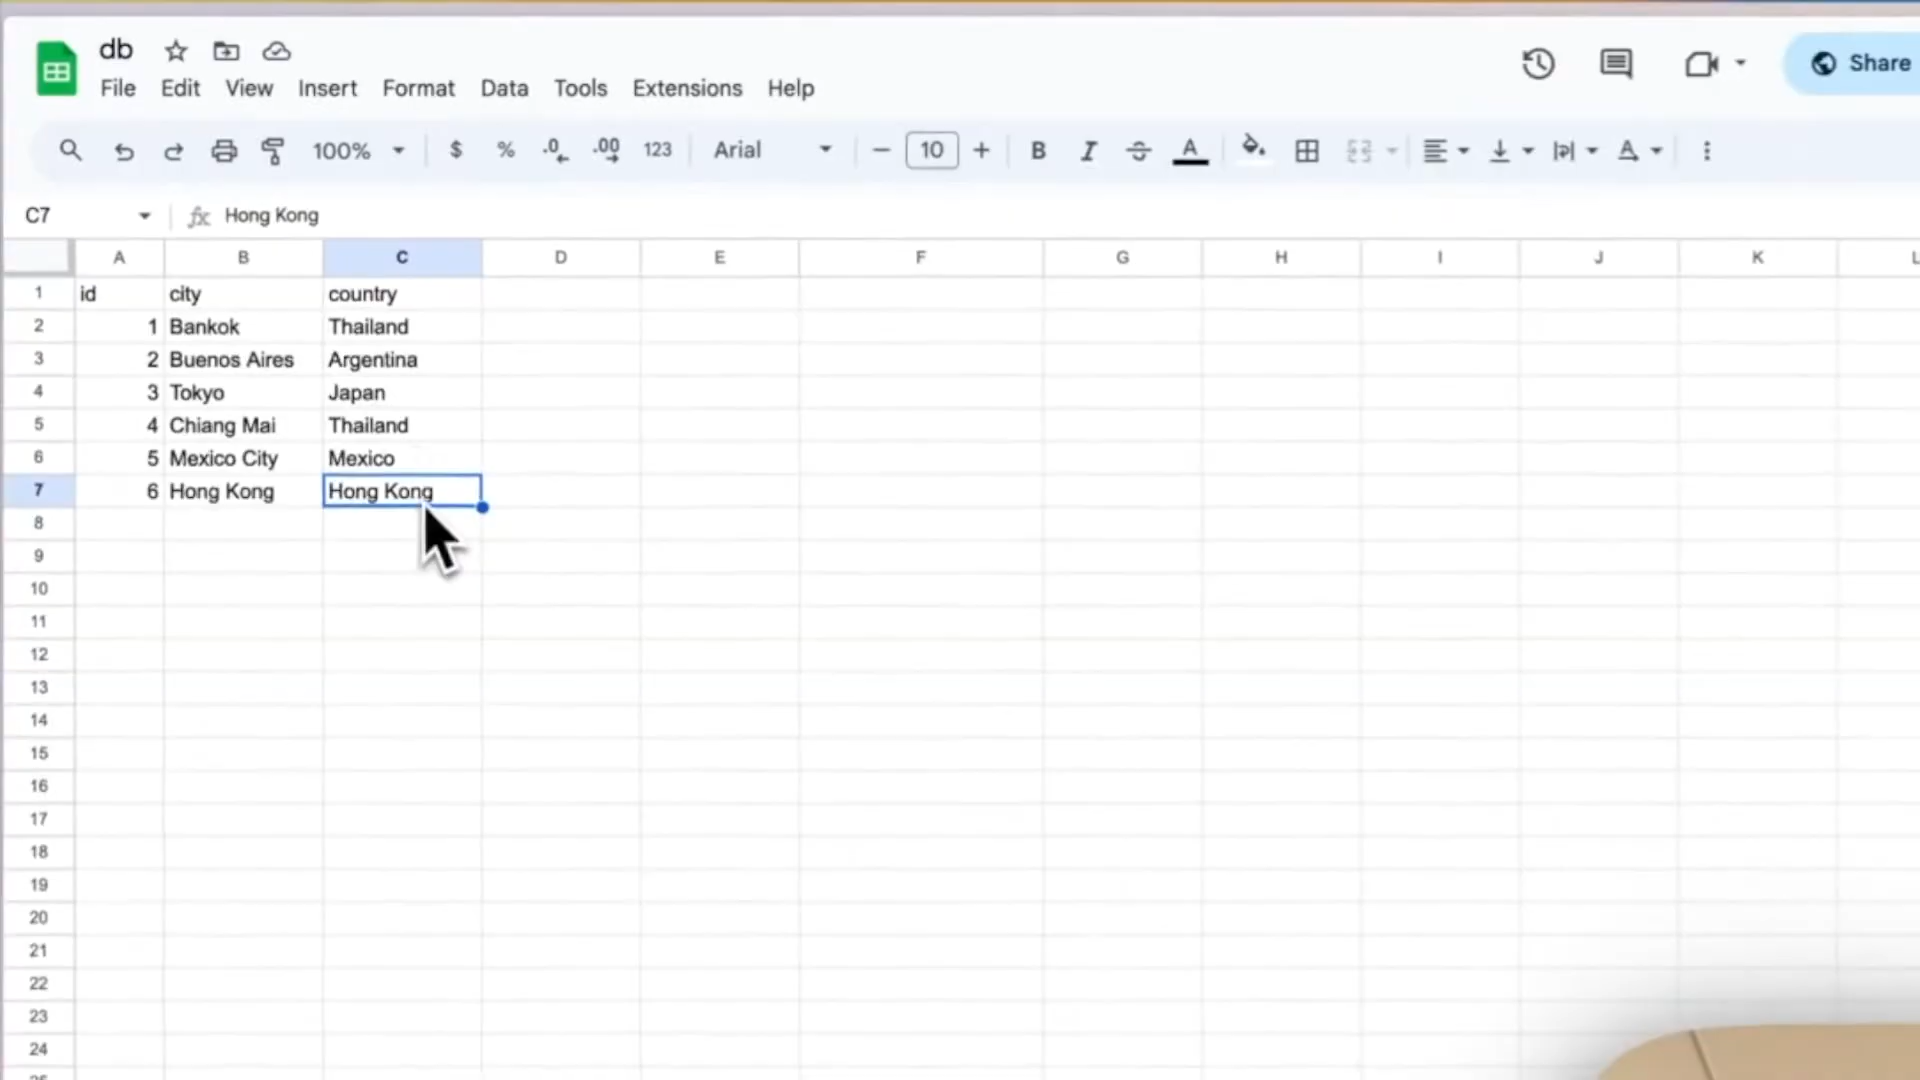 db
File Edit View Insert Format Data Tools Extensions Help
Share
100% $ % .0 .00 123 Arial 10 B I A
C7 fx Hong Kong
A B C D E F G H I J K L
1 id city country
2 1 Bankok Thailand
3 2 Buenos Aires Argentina
4 3 Tokyo Japan
5 4 Chiang Mai Thailand
6 5 Mexico City Mexico
7 6 Hong Kong Hong Kong
8
9
10
11
12
13
14
15
16
17
18
19
20
21
22
23
24